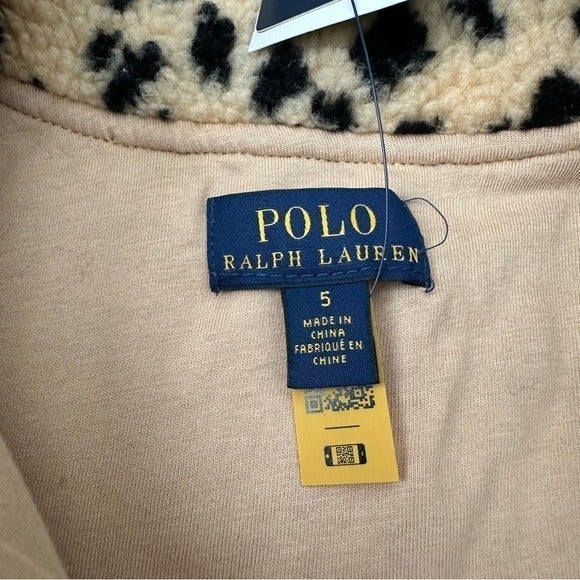 POLO
RALPH LAUREN
5
MADE IN
CHINA
FABRIQUÉ EN
CHINE